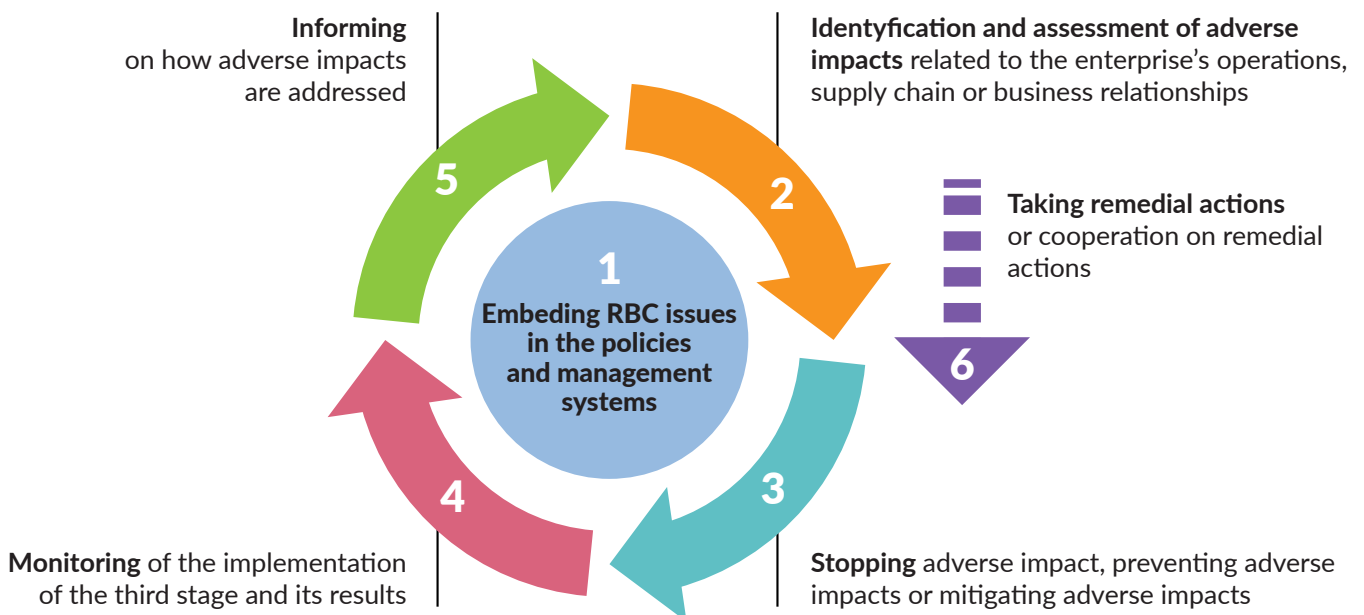 Informing
on how adverse impacts
are addressed
5
Identyfication and assessment of adverse
impacts related to the enterprise's operations,
supply chain or business relationships
2
Taking remedial actions
or cooperation on remedial
actions
6
1
Embeding RBC issues
in the policies
and management
systems
4
Monitoring of the implementation
of the third stage and its results
3
Stopping adverse impact, preventing adverse
impacts or mitigating adverse impacts